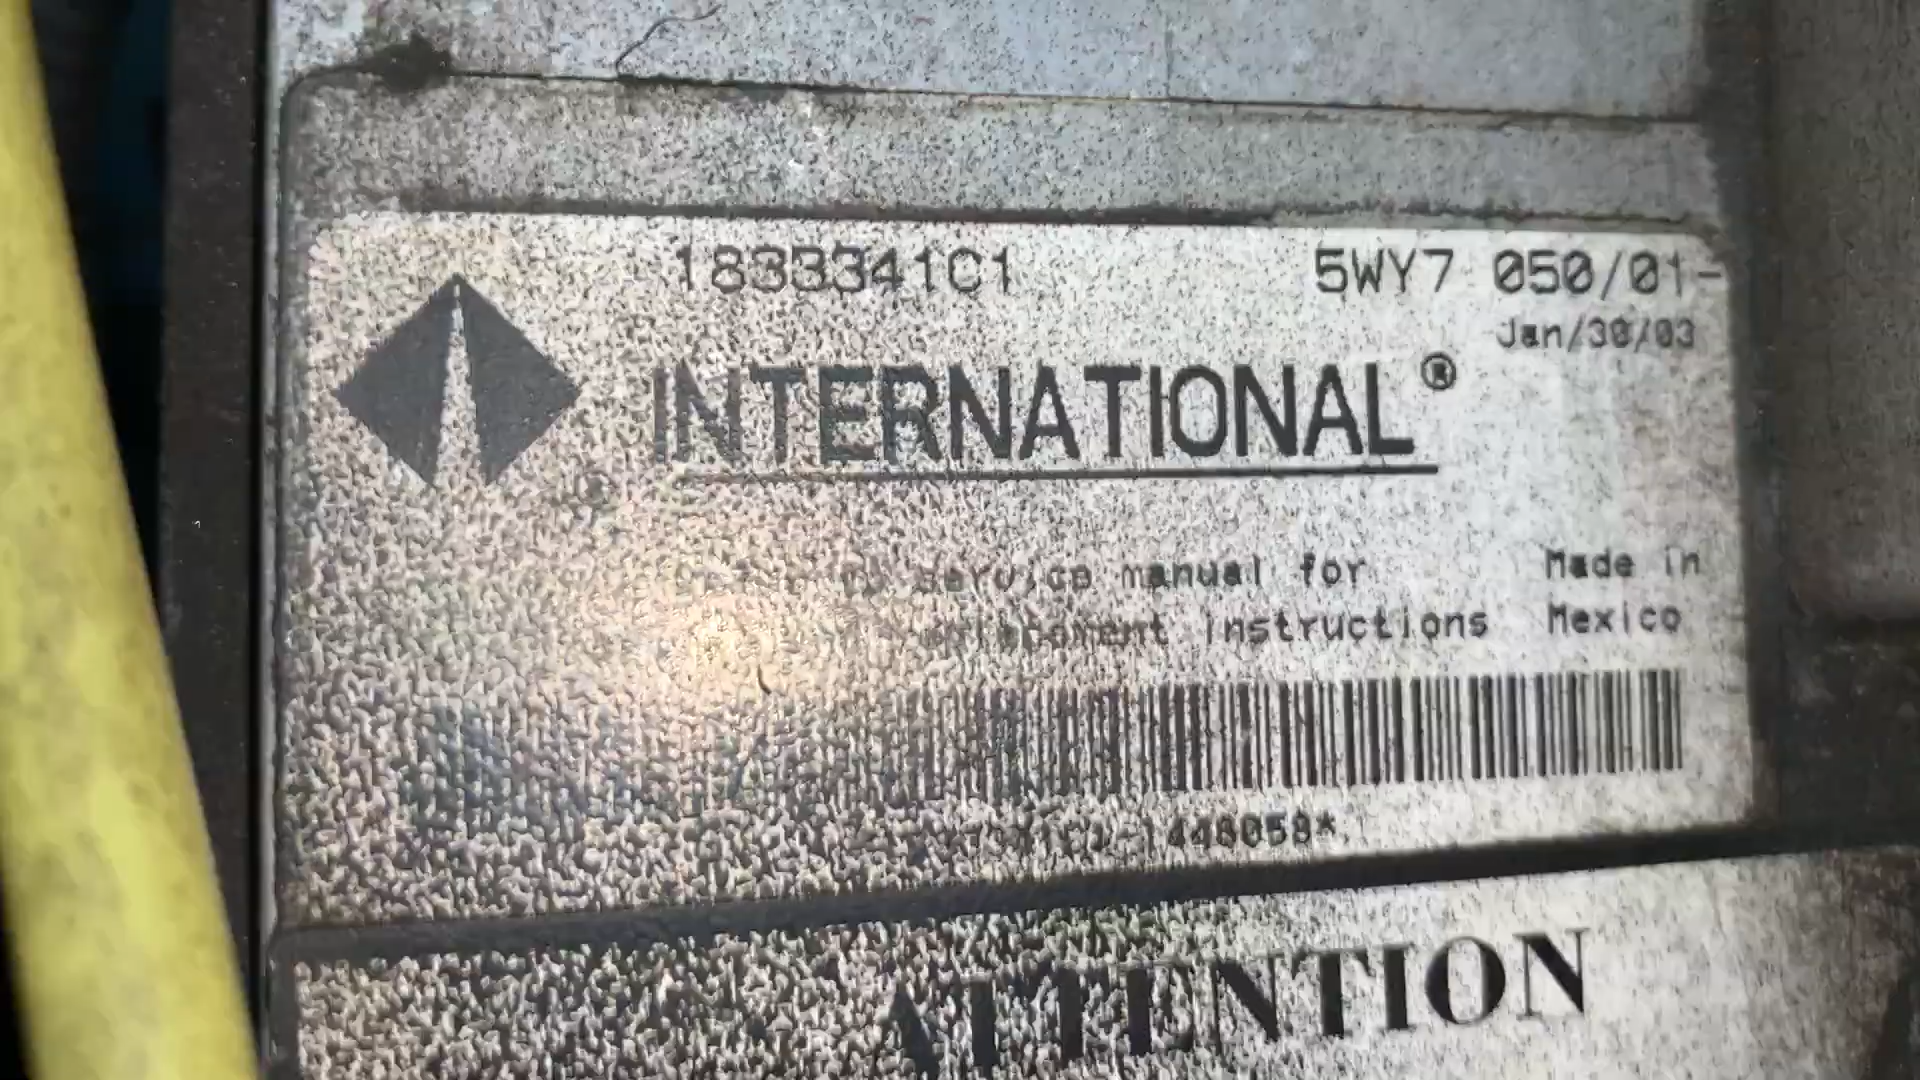 1833341C1 5WY7 050/01-
Jan/30/03
INTERNATIONAL®
service manual for Made in
instructions Mexico
ATTENTION